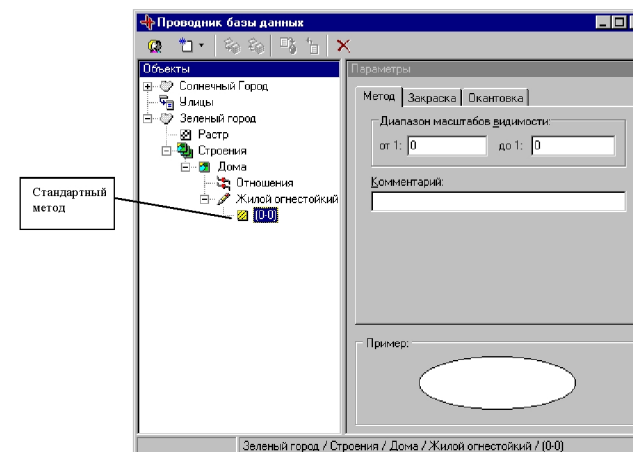 Проводник базы данных
Объекты
Солнечный Город
Улицы
Зеленый город
Растр
Строения
Дома
Отношения
Жилой огнестойкий
(0-0)
Стандартный
метод
Параметры
Метод Закраска Окантовка
Диапазон масштабов видимости:
от 1: 0 до 1: 0
Комментарий:
Пример:
Зеленый город / Строения / Дома / Жилой огнестойкий / (0-0)